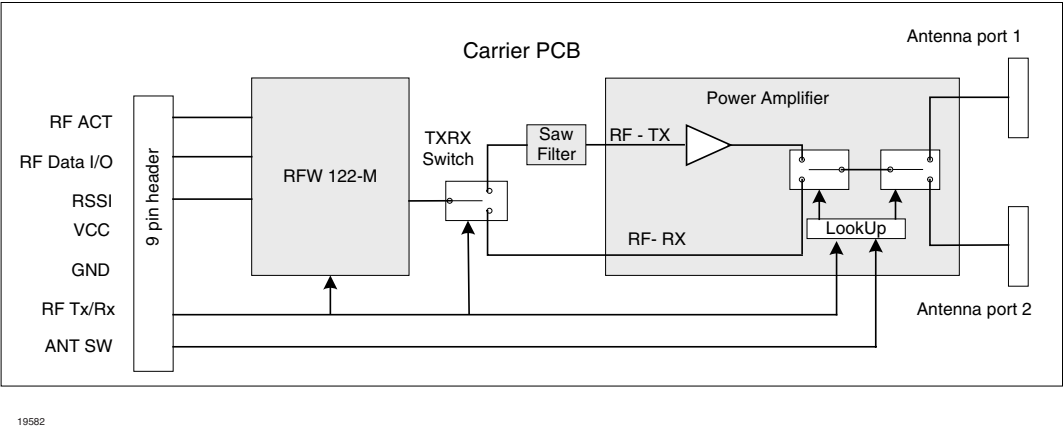 Carrier PCB
Antenna port 1
Power Amplifier
RF ACT
RF Data I/O
RSSI
VCC
GND
RF Tx/Rx
ANT SW
9 pin header
RFW 122-M
TXRX
Switch
Saw
Filter
RF - TX
RF- RX
LookUp
Antenna port 2
19582